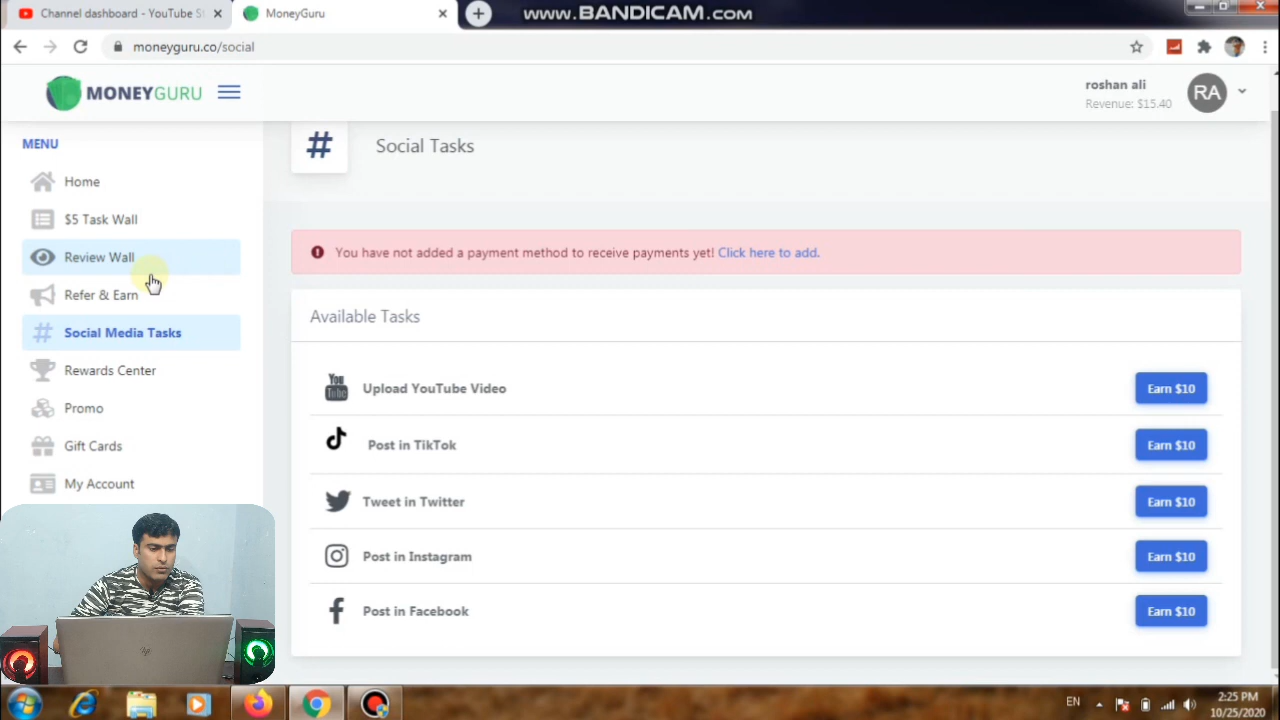 Channel dashboard - YouTube S
MoneyGuru
www.BANDICAM.com
moneyguru.co/social
MONEYGURU
roshan ali
Revenue: $15.40
RA
MENU
Home
$5 Task Wall
Review Wall
Refer & Earn
Social Media Tasks
Rewards Center
Promo
Gift Cards
My Account
# Social Tasks
You have not added a payment method to receive payments yet! Click here to add.
Available Tasks
You Tube Upload YouTube Video Earn $10
Post in TikTok Earn $10
Tweet in Twitter Earn $10
Post in Instagram Earn $10
Post in Facebook Earn $10
hp
EN
2:25 PM
10/25/2020